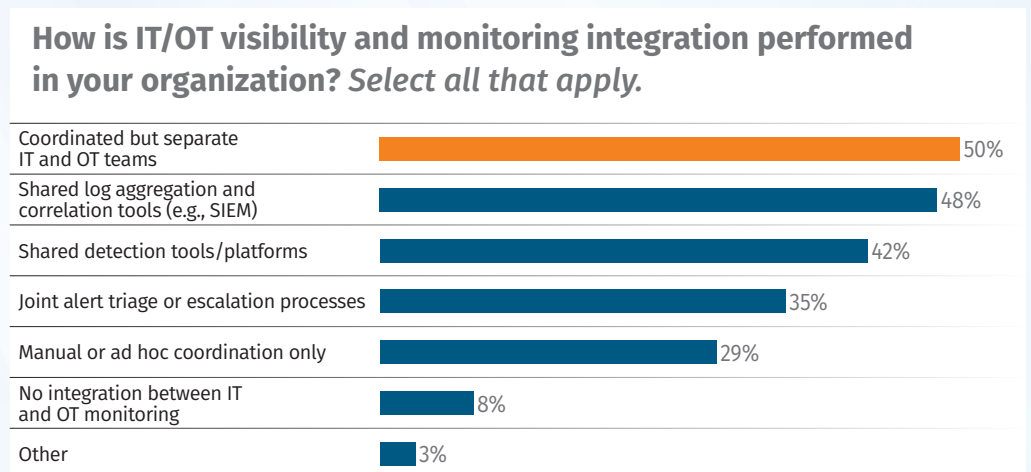 How is IT/OT visibility and monitoring integration performed
in your organization? Select all that apply.
Coordinated but separate
IT and OT teams
50%
Shared log aggregation and
correlation tools (e.g., SIEM)
48%
Shared detection tools/platforms
42%
Joint alert triage or escalation processes
35%
Manual or ad hoc coordination only
29%
No integration between IT
and OT monitoring
8%
Other
3%